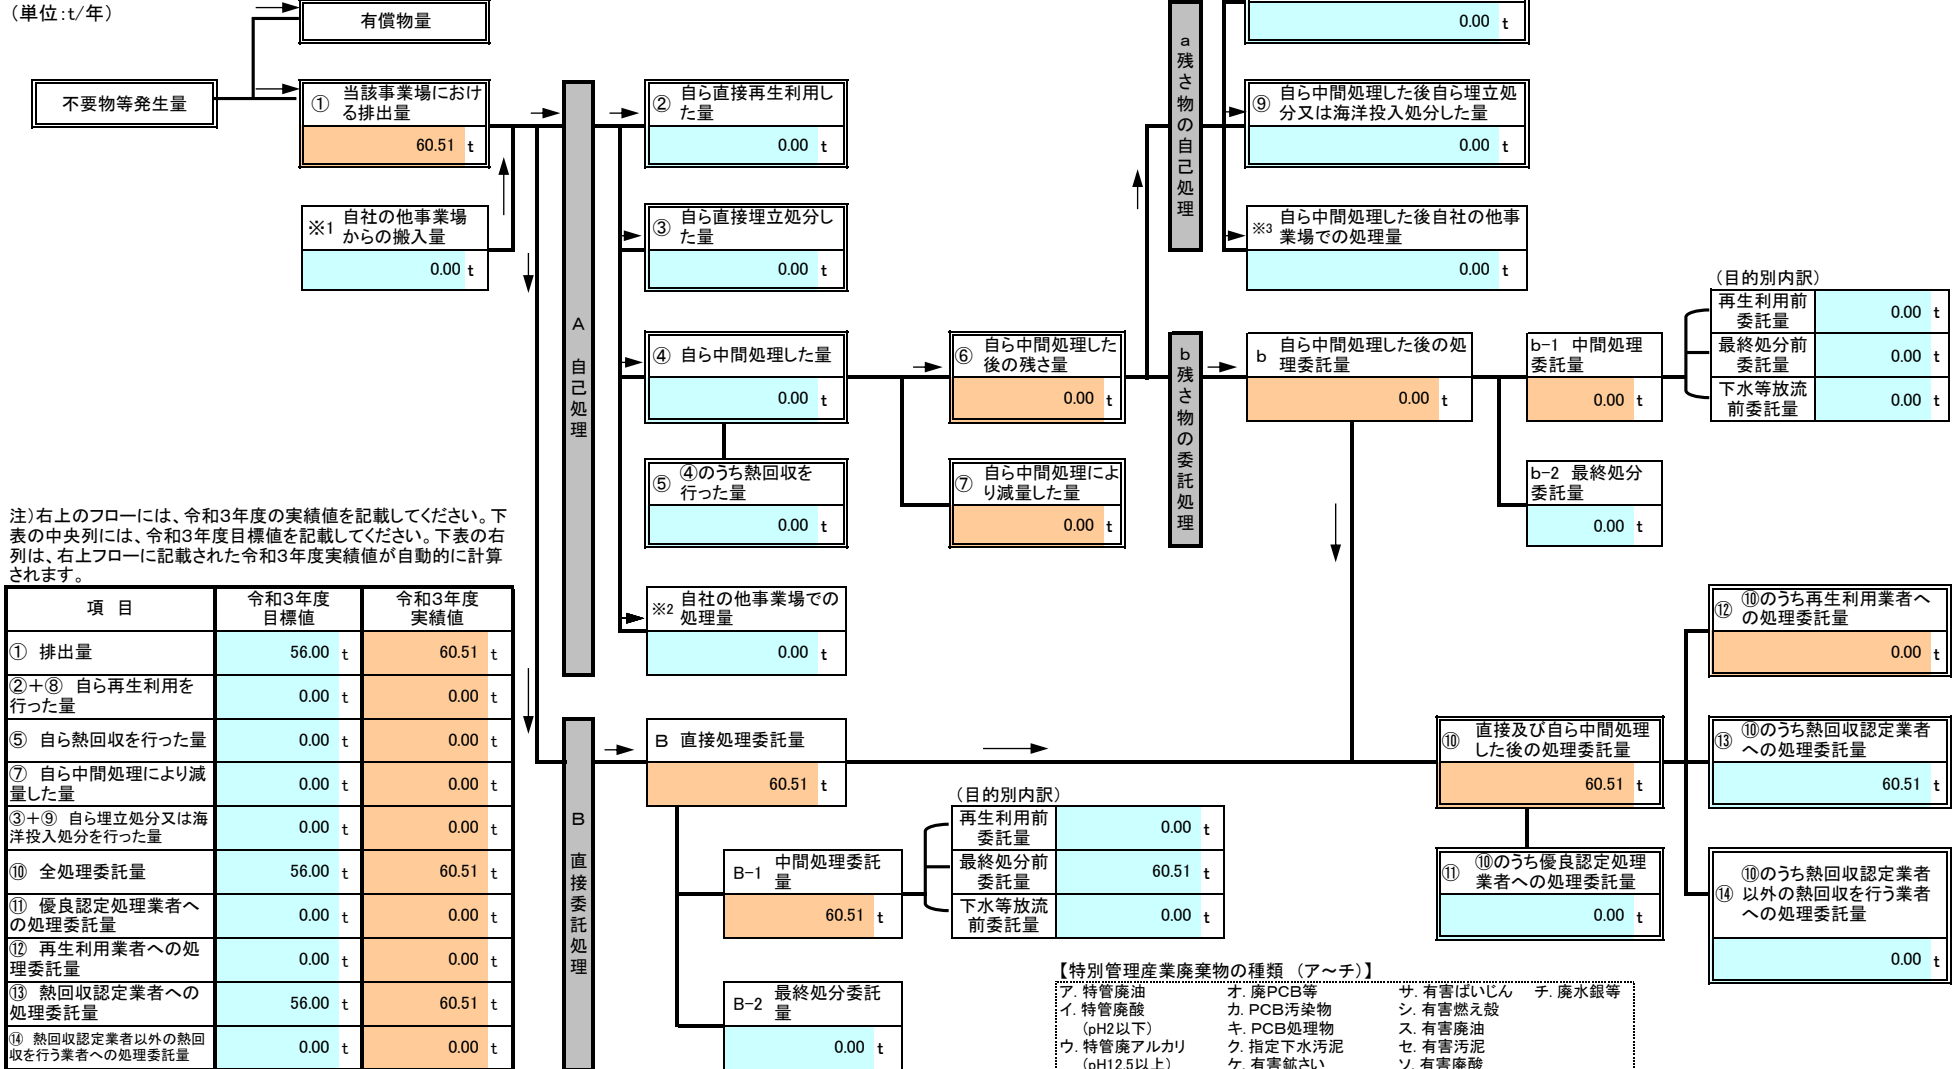 (単位:t/年)
有償物量
不要物等発生量
① 当該事業場におけ
る排出量
60.51 t
※1 自社の他事業場
からの搬入量
0.00 t
A 自己処理
② 自ら直接再生利用し
た量
0.00 t
③ 自ら直接埋立処分し
た量
0.00 t
④ 自ら中間処理した量
0.00 t
⑤ ④のうち熱回収を
行った量
0.00 t
※2 自社の他事業場での
処理量
0.00 t
⑥ 自ら中間処理した
後の残さ量
0.00 t
⑦ 自ら中間処理によ
り減量した量
0.00 t
a残さ物の自己処理
0.00 t
⑨ 自ら中間処理した後自ら埋立処
分又は海洋投入処分した量
0.00 t
※3 自ら中間処理した後自社の他事
業場での処理量
0.00 t
b残さ物の委託処理
b 自ら中間処理した後の処
理委託量
0.00 t
b-1 中間処理
委託量
0.00 t
b-2 最終処分
委託量
0.00 t
(目的別内訳)
再生利用前
委託量
0.00 t
最終処分前
委託量
0.00 t
下水等放流
前委託量
0.00 t
注)右上のフローには、令和3年度の実績値を記載してください。下
表の中央列には、令和3年度目標値を記載してください。下表の右
列は、右上フローに記載された令和3年度実績値が自動的に計算
されます。
項 目
令和3年度
目標値
令和3年度
実績値
① 排出量 56.00 t 60.51 t
②+⑧ 自ら再生利用を
行った量 0.00 t 0.00 t
⑤ 自ら熱回収を行った量 0.00 t 0.00 t
⑦ 自ら中間処理により減
量した量 0.00 t 0.00 t
③+⑨ 自ら埋立処分又は海
洋投入処分を行った量 0.00 t 0.00 t
⑩ 全処理委託量 56.00 t 60.51 t
⑪ 優良認定処理業者へ
の処理委託量 0.00 t 0.00 t
⑫ 再生利用業者への処
理委託量 0.00 t 0.00 t
⑬ 熱回収認定業者への
処理委託量 56.00 t 60.51 t
⑭ 熱回収認定業者以外の熱回
収を行う業者への処理委託量 0.00 t 0.00 t
B 直接委託処理
B 直接処理委託量
60.51 t
B-1 中間処理委託
量
60.51 t
B-2 最終処分委託
量
0.00 t
(目的別内訳)
再生利用前
委託量
0.00 t
最終処分前
委託量
60.51 t
下水等放流
前委託量
0.00 t
⑩ 直接及び自ら中間処理
した後の処理委託量
60.51 t
⑪ ⑩のうち優良認定処理
業者への処理委託量
0.00 t
⑫ ⑩のうち再生利用業者へ
の処理委託量
0.00 t
⑬ ⑩のうち熱回収認定業者
への処理委託量
60.51 t
⑭ ⑩のうち熱回収認定業者
以外の熱回収を行う業者
への処理委託量
0.00 t
【特別管理産業廃棄物の種類 (ア~チ)】
ア. 特管廃油 オ. 廃PCB等 サ. 有害ばいじん チ. 廃水銀等
イ. 特管廃酸 カ. PCB汚染物 シ. 有害燃え殻
(pH2以下) キ. PCB処理物 ス. 有害廃油
ウ. 特管廃アルカリ ク. 指定下水汚泥 セ. 有害汚泥
(pH12.5以上) ケ. 有害鉱さい ソ. 有害廃酸